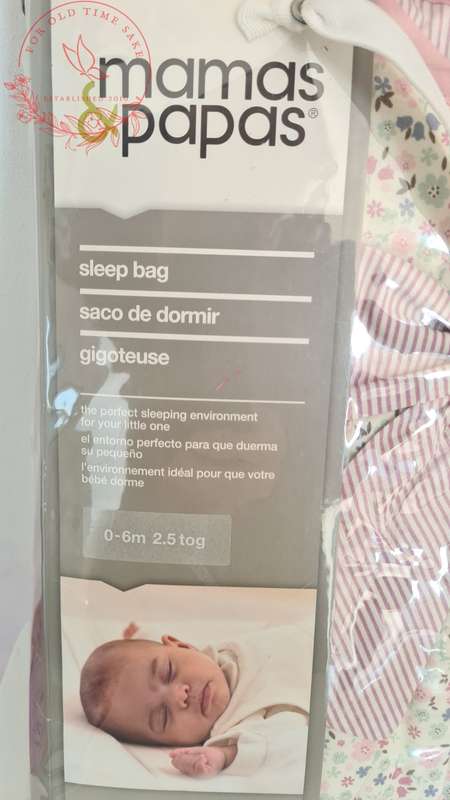 FOR OLD TIME SAKE
ESTABLISHED 2010
mamas
&papas®
sleep bag
saco de dormir
gigoteuse
the perfect sleeping environment
for your little one
el entorno perfecto para que duerma
su pequeño
l'environnement idéal pour que votre
bébé dorme
0-6m 2.5 tog